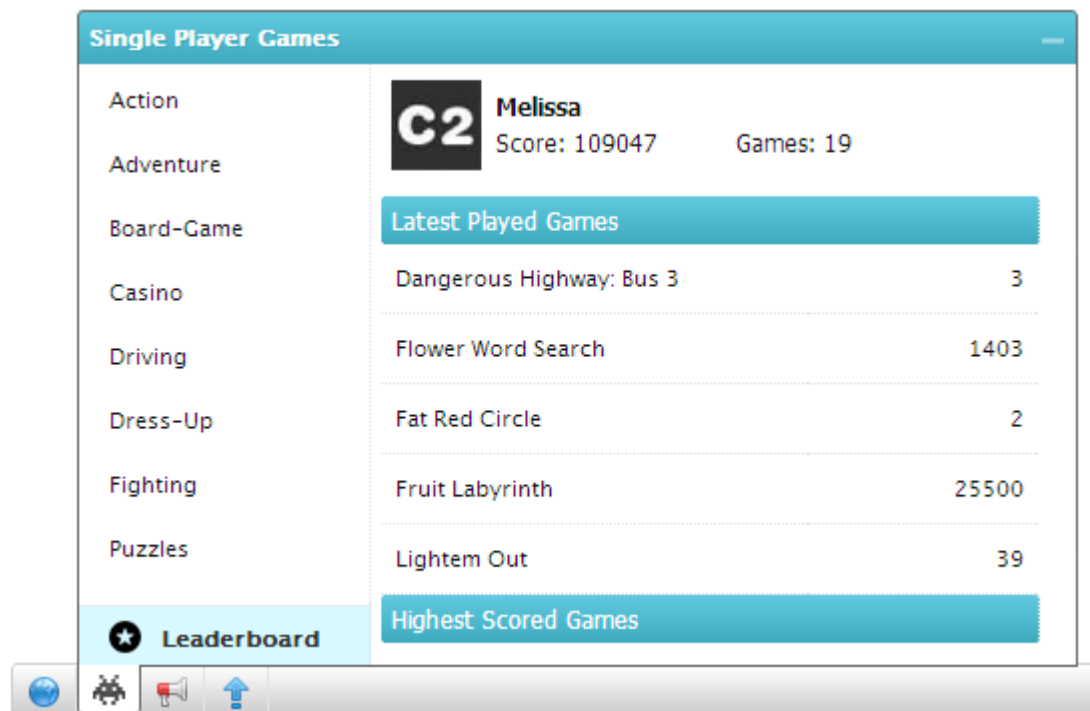 Single Player Games
Action
Adventure
Board-Game
Casino
Driving
Dress-Up
Fighting
Puzzles
Leaderboard
C2
Melissa
Score: 109047 Games: 19
Latest Played Games
Dangerous Highway: Bus 3 3
Flower Word Search 1403
Fat Red Circle 2
Fruit Labyrinth 25500
Lightem Out 39
Highest Scored Games